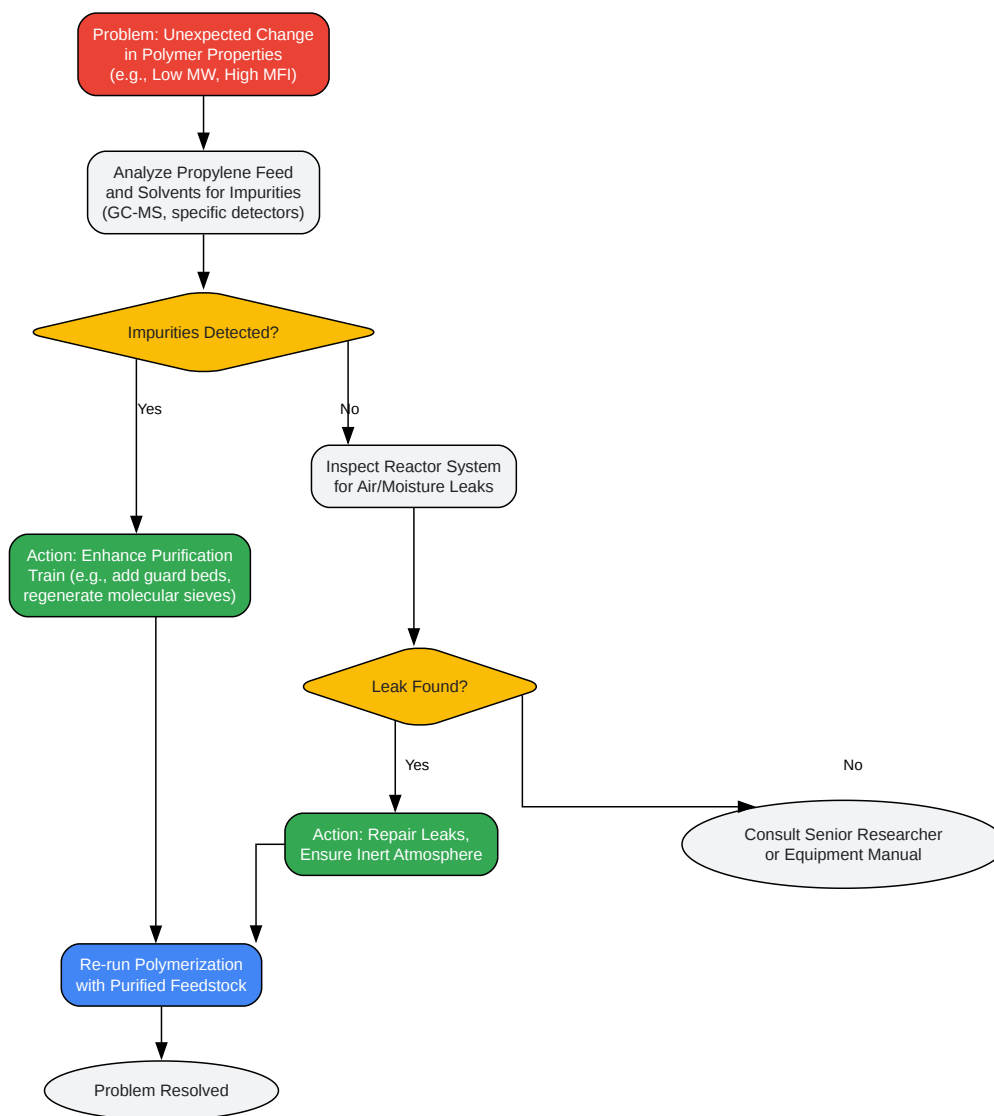 Problem: Unexpected Change
in Polymer Properties
(e.g., Low MW, High MFI)
Analyze Propylene Feed
and Solvents for Impurities
(GC-MS, specific detectors)
Impurities Detected?
Yes
No
Inspect Reactor System
for Air/Moisture Leaks
Action: Enhance Purification
Train (e.g., add guard beds,
regenerate molecular sieves)
Leak Found?
Yes
No
Action: Repair Leaks,
Ensure Inert Atmosphere
Consult Senior Researcher
or Equipment Manual
Re-run Polymerization
with Purified Feedstock
Problem Resolved